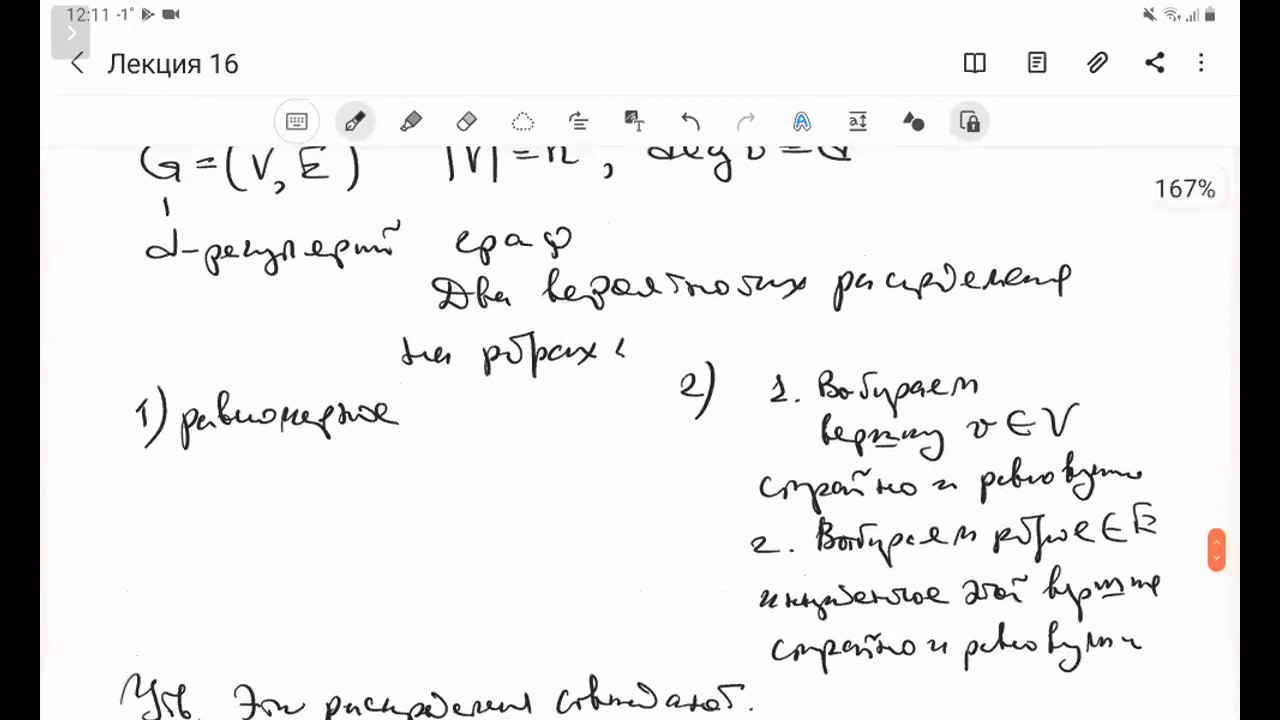 12:11 -1°
Лекция 16
G = (V, E) |V| = n, deg v = d
167%
d-регулярный граф
Два вероятностных распределения
на рёбрах:
1) равномерное
2) 1. Выбираем
вершину v ∈ V
случайно и равновероятно
2. Выбираем ребро e ∈ E
инцидентное этой вершине
случайно и равновероятно
Утв. Эти распределения совпадают.